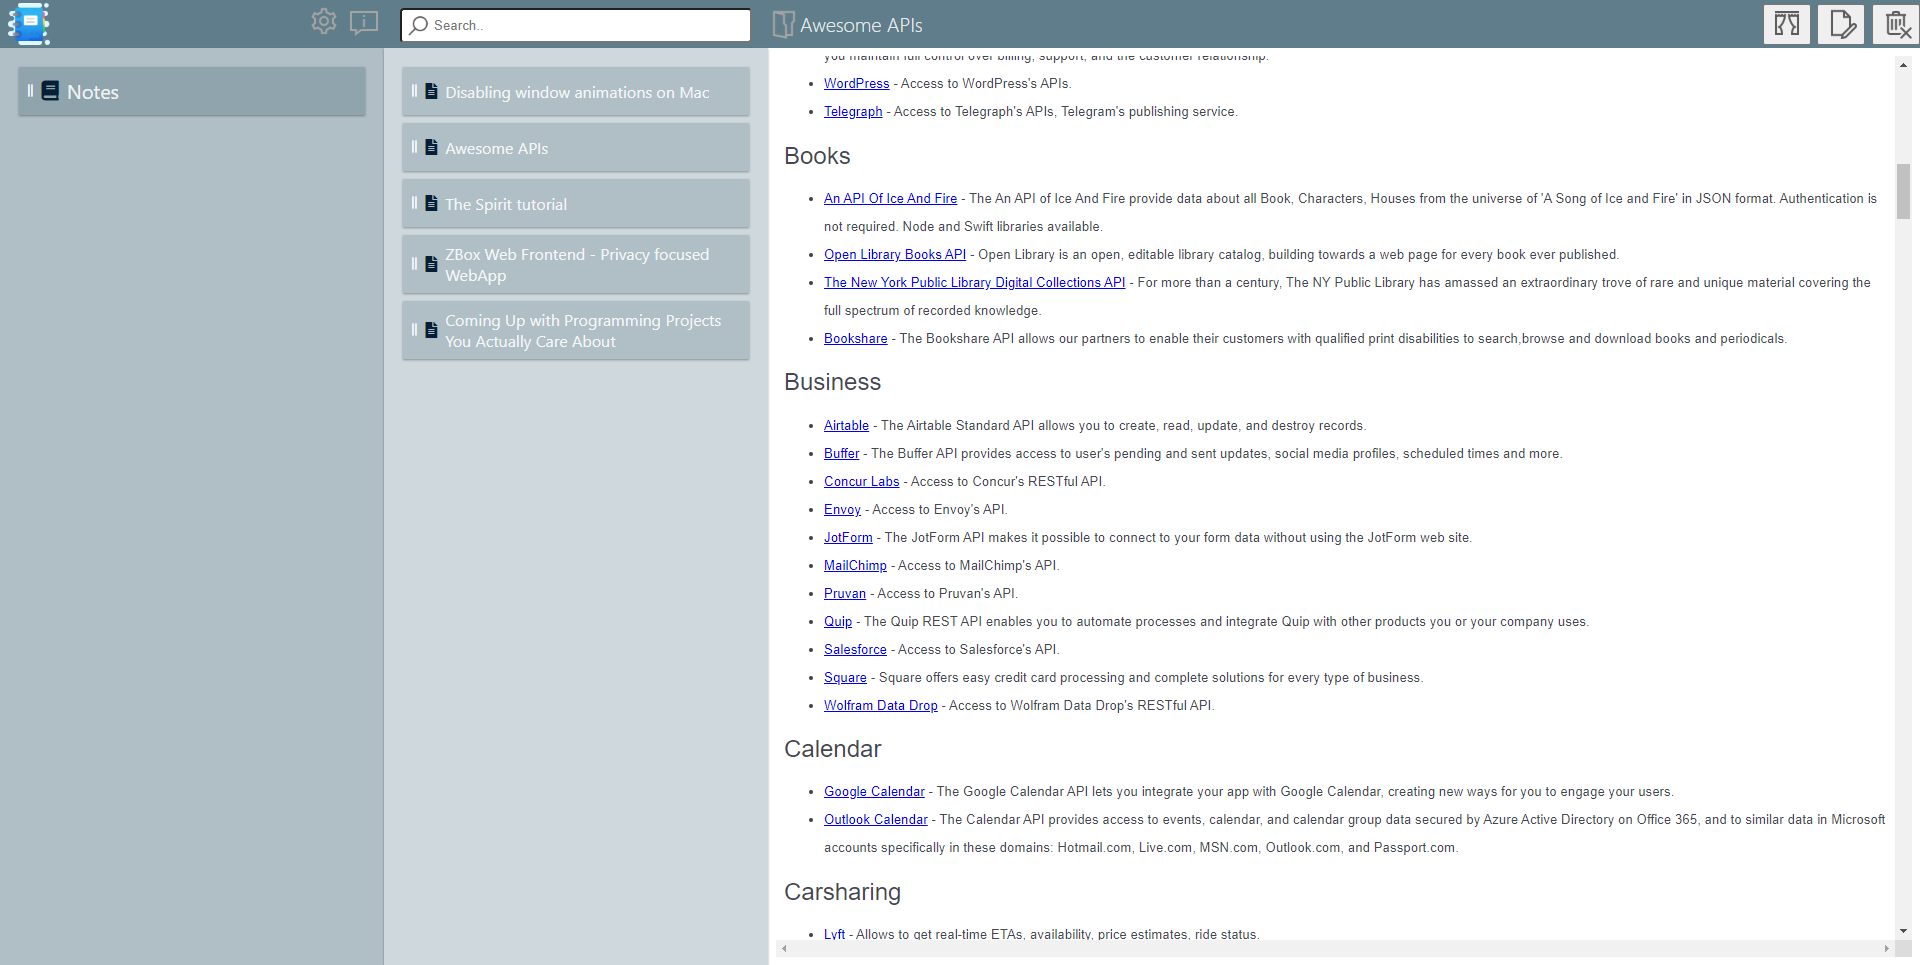 Search..
Awesome APIs
Notes
Disabling window animations on Mac
Awesome APIs
The Spirit tutorial
ZBox Web Frontend - Privacy focused
WebApp
Coming Up with Programming Projects
You Actually Care About
you maintain full control over billing, support, and the customer relationship.
WordPress - Access to WordPress's APIs.
Telegraph - Access to Telegraph's APIs, Telegram's publishing service.
Books
An API Of Ice And Fire - The An API of Ice And Fire provide data about all Book, Characters, Houses from the universe of 'A Song of Ice and Fire' in JSON format. Authentication is
not required. Node and Swift libraries available.
Open Library Books API - Open Library is an open, editable library catalog, building towards a web page for every book ever published.
The New York Public Library Digital Collections API - For more than a century, The NY Public Library has amassed an extraordinary trove of rare and unique material covering the
full spectrum of recorded knowledge.
Bookshare - The Bookshare API allows our partners to enable their customers with qualified print disabilities to search,browse and download books and periodicals.
Business
Airtable - The Airtable Standard API allows you to create, read, update, and destroy records.
Buffer - The Buffer API provides access to user's pending and sent updates, social media profiles, scheduled times and more.
Concur Labs - Access to Concur's RESTful API.
Envoy - Access to Envoy's API.
JotForm - The JotForm API makes it possible to connect to your form data without using the JotForm web site.
MailChimp - Access to MailChimp's API.
Pruvan - Access to Pruvan's API.
Quip - The Quip REST API enables you to automate processes and integrate Quip with other products you or your company uses.
Salesforce - Access to Salesforce's API.
Square - Square offers easy credit card processing and complete solutions for every type of business.
Wolfram Data Drop - Access to Wolfram Data Drop's RESTful API.
Calendar
Google Calendar - The Google Calendar API lets you integrate your app with Google Calendar, creating new ways for you to engage your users.
Outlook Calendar - The Calendar API provides access to events, calendar, and calendar group data secured by Azure Active Directory on Office 365, and to similar data in Microsoft
accounts specifically in these domains: Hotmail.com, Live.com, MSN.com, Outlook.com, and Passport.com.
Carsharing
Lyft - Allows to get real-time ETAs, availability, price estimates, ride status.